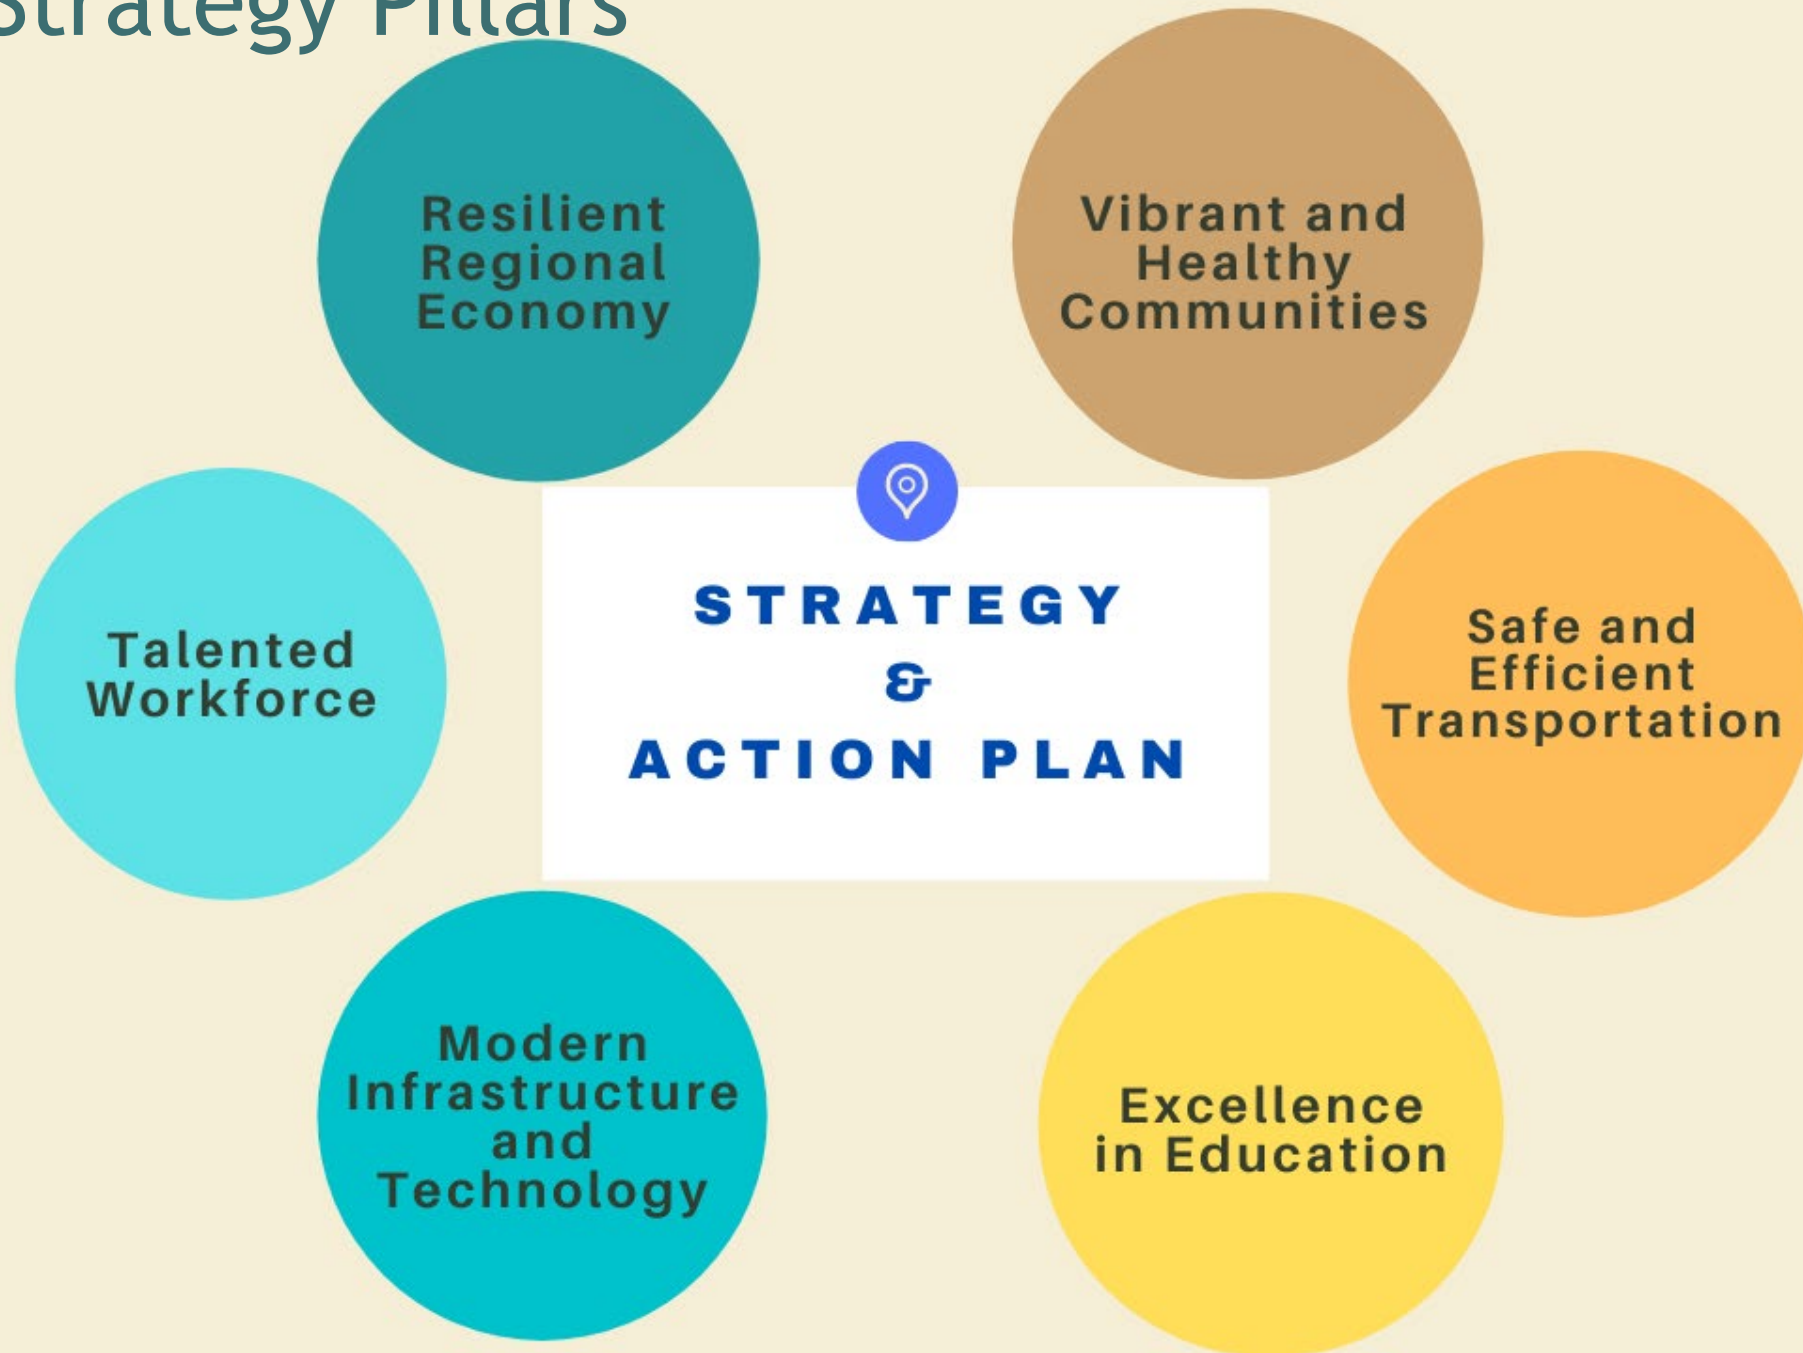 Strategy Pillars
Resilient
Regional
Economy
Vibrant and
Healthy
Communities
Talented
Workforce
STRATEGY
&
ACTION PLAN
Safe and
Efficient
Transportation
Modern
Infrastructure
and
Technology
Excellence
in Education